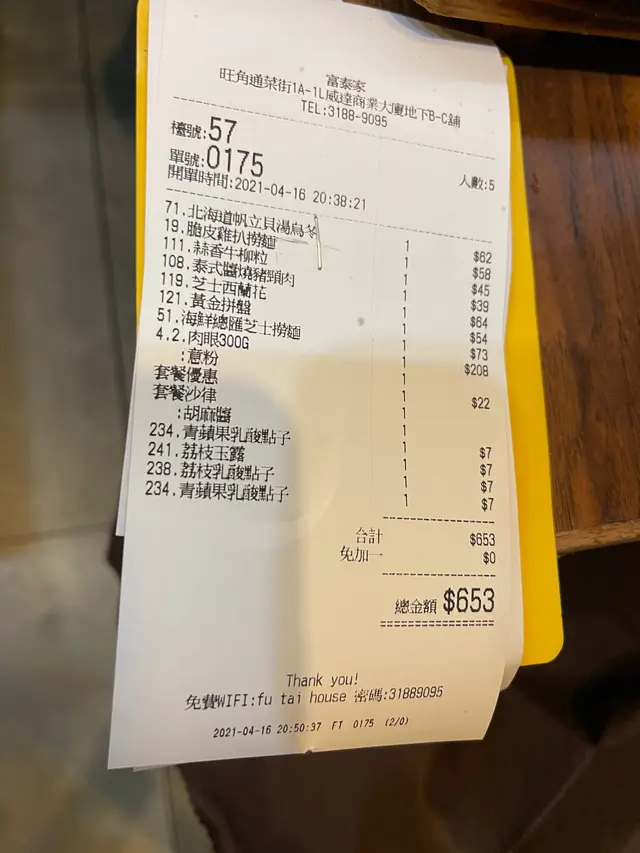 富泰家
旺角通菜街1A-1L威達商業大廈地下B-C舖
TEL:3188-9095
檯號:57
單號:0175 人數:5
開單時間:2021-04-16 20:38:21
71.北海道帆立貝湯烏冬 1 $62
19.脆皮雞扒撈麵 1 $58
111.蒜香牛柳粒 1 $45
108.泰式醬燒豬頸肉 1 $39
119.芝士西蘭花 1 $64
121.黃金拼盤 1 $54
51.海鮮總匯芝士撈麵 1 $73
4.2.肉眼300G 1 $208
:意粉 1
套餐優惠 1 $22
套餐沙律 1
:胡麻醬 1
234.青蘋果乳酸點子 1 $7
241.荔枝玉露 1 $7
238.荔枝乳酸點子 1 $7
234.青蘋果乳酸點子 1 $7
合計 $653
免加一 $0
總金額 $653
Thank you!
免費WIFI:fu tai house 密碼:31889095
2021-04-16 20:50:37 FT 0175 (2/0)